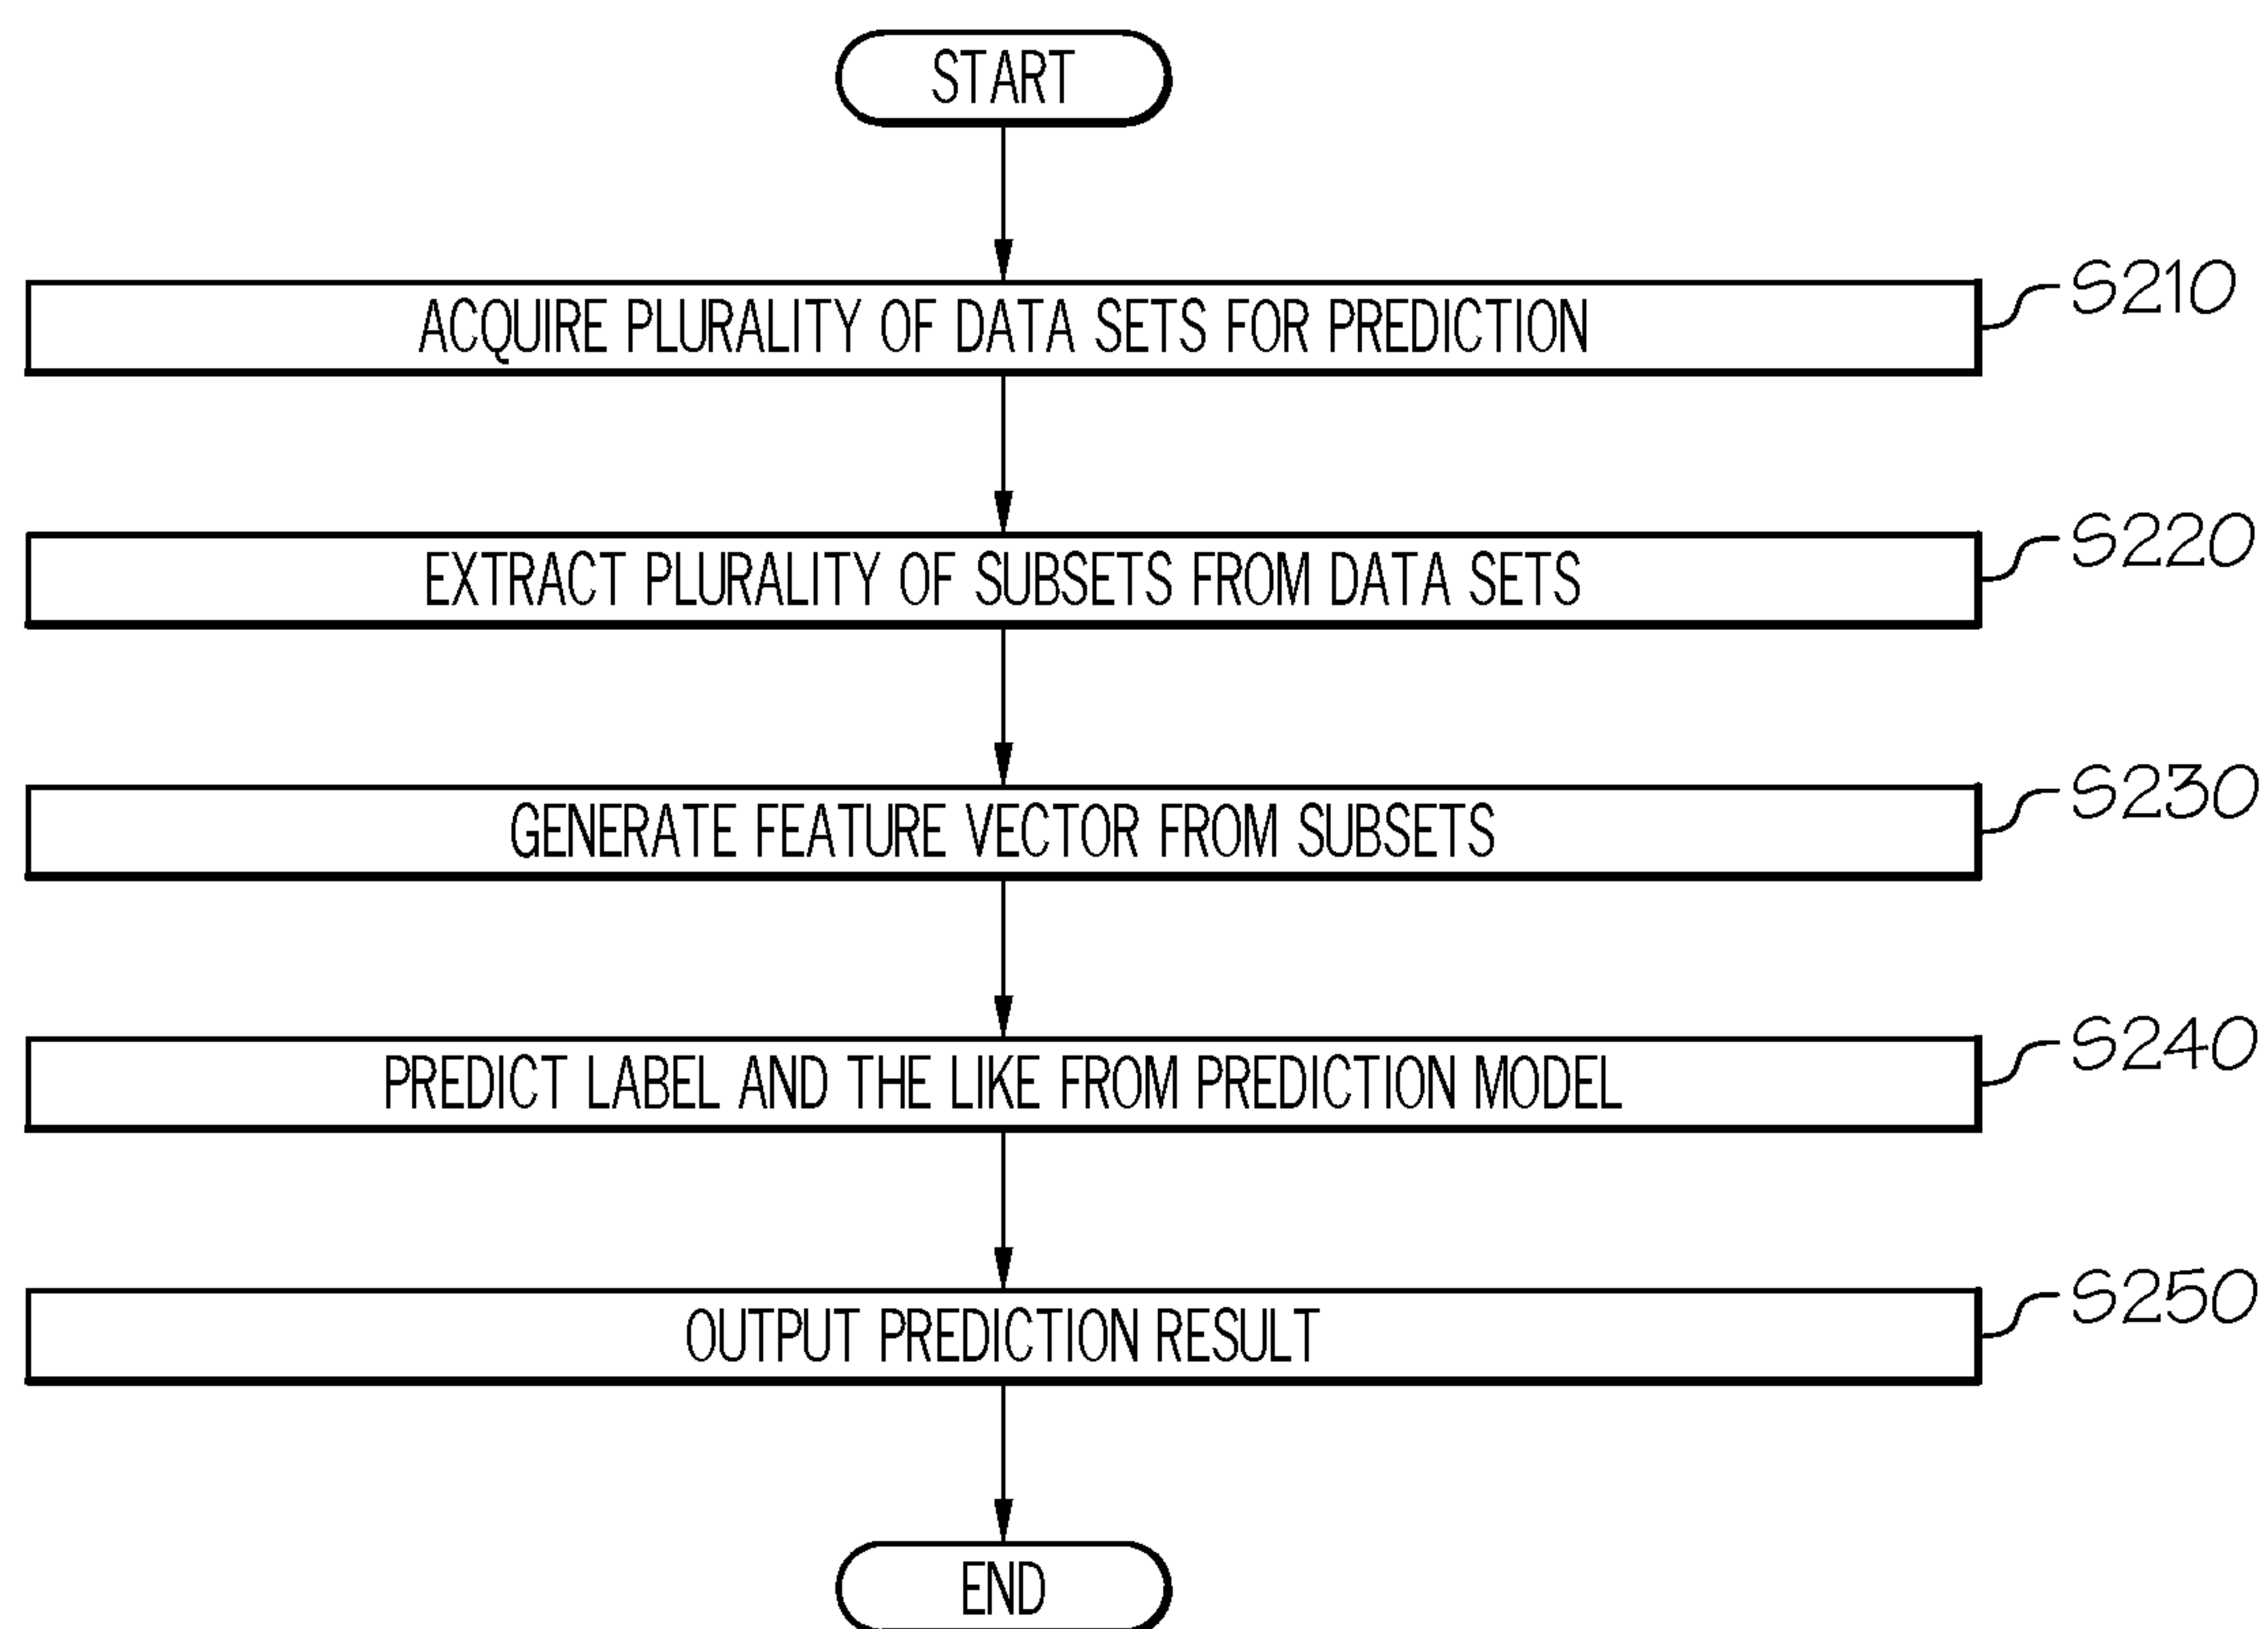 START
ACQUIRE PLURALITY OF DATA SETS FOR PREDICTION
S210
EXTRACT PLURALITY OF SUBSETS FROM DATA SETS
S220
GENERATE FEATURE VECTOR FROM SUBSETS
S230
PREDICT LABEL AND THE LIKE FROM PREDICTION MODEL
S240
OUTPUT PREDICTION RESULT
S250
END